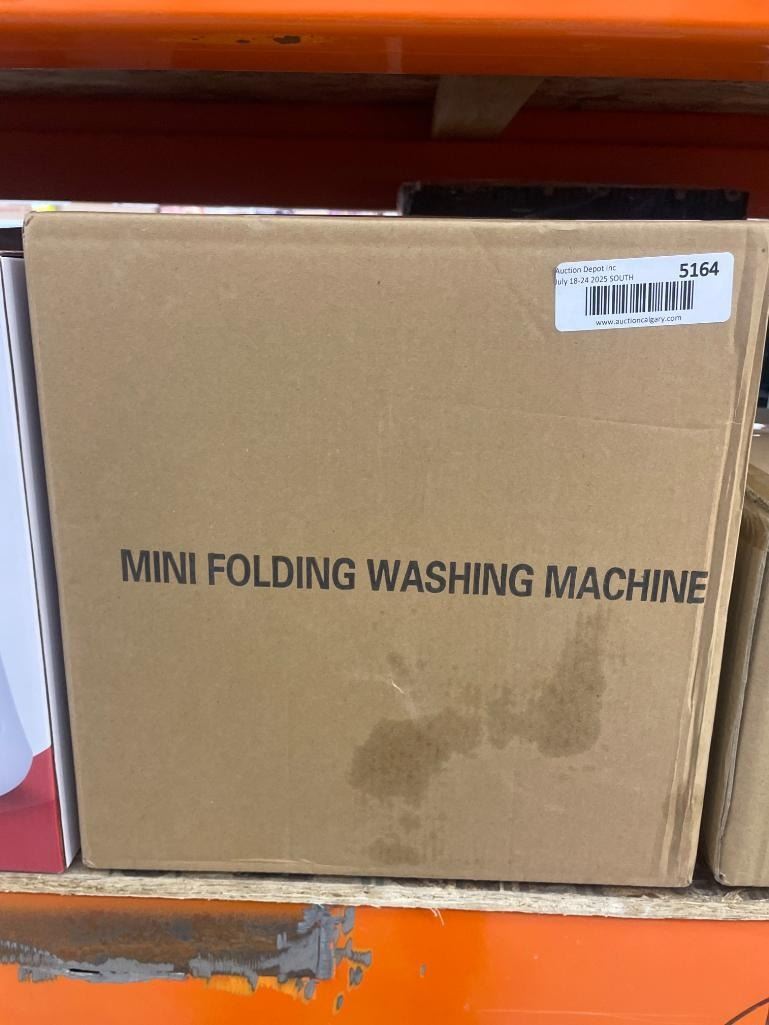 Auction Depot Inc
July 18-24 2025 SOUTH
5164
www.auctioncalgary.com
MINI FOLDING WASHING MACHINE